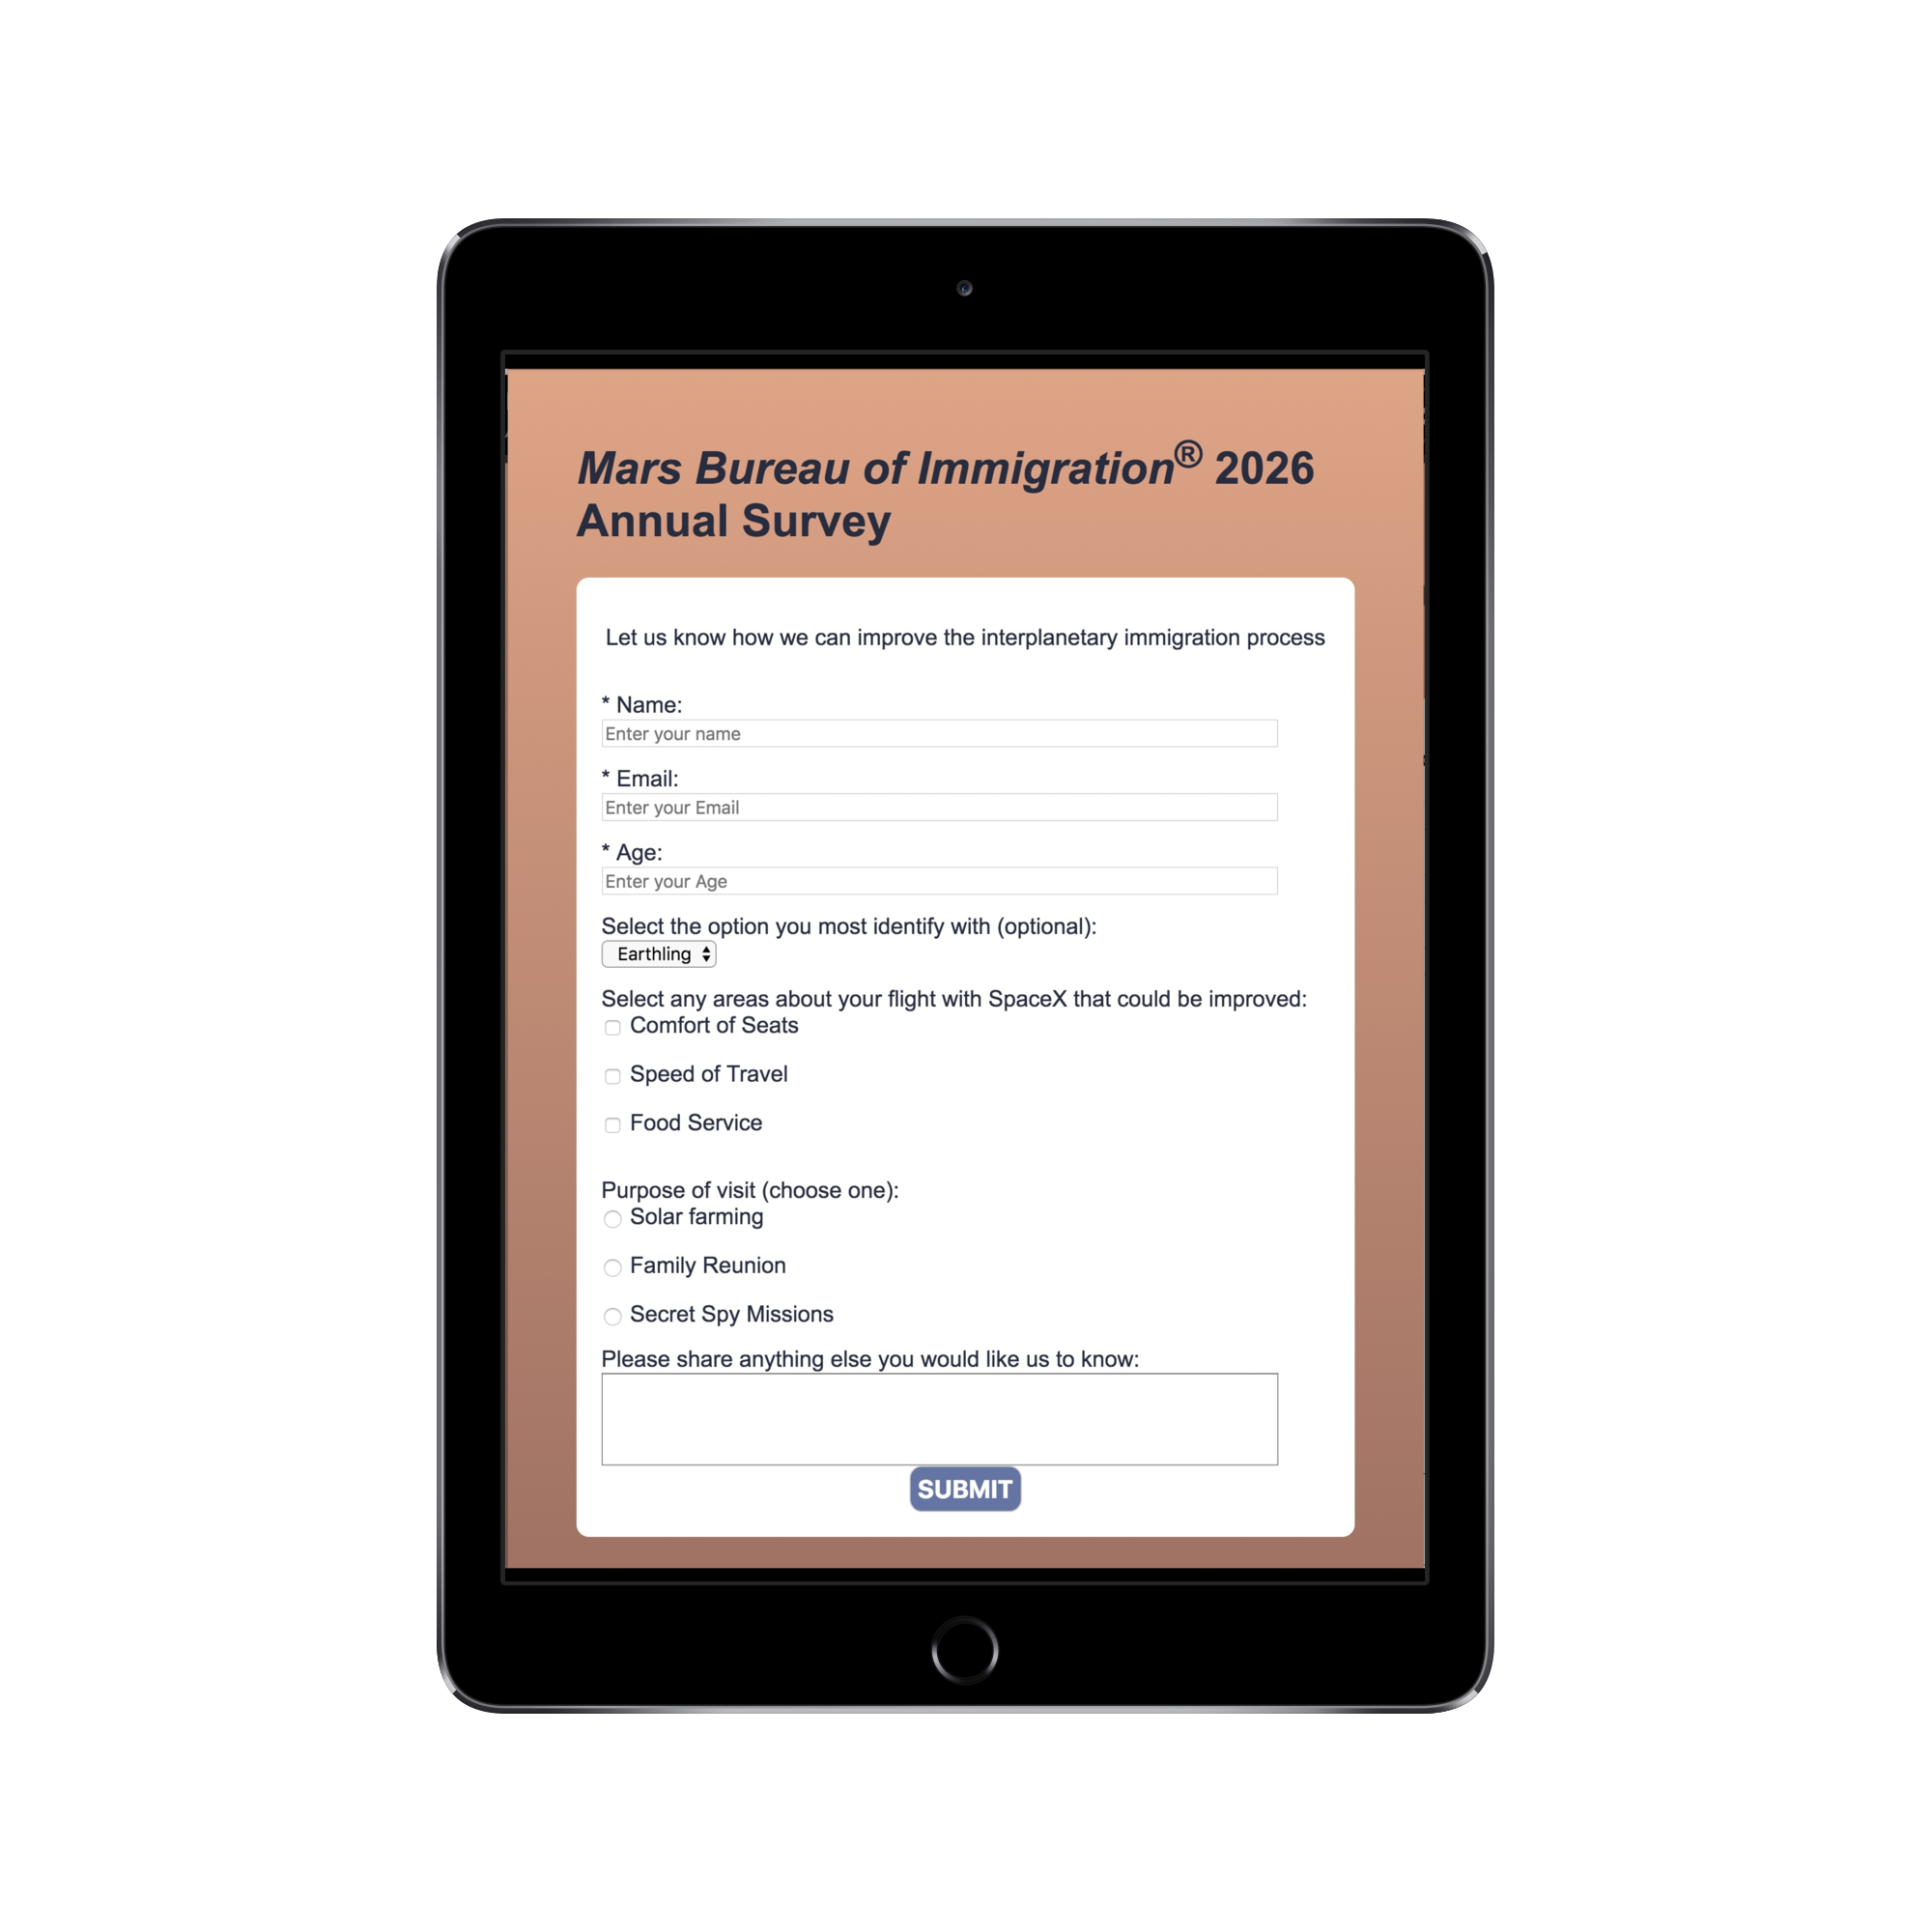 Mars Bureau of Immigration® 2026
Annual Survey
Let us know how we can improve the interplanetary immigration process
* Name:
Enter your name
* Email:
Enter your Email
* Age:
Enter your Age
Select the option you most identify with (optional):
Earthling
Select any areas about your flight with SpaceX that could be improved:
Comfort of Seats
Speed of Travel
Food Service
Purpose of visit (choose one):
Solar farming
Family Reunion
Secret Spy Missions
Please share anything else you would like us to know:
SUBMIT